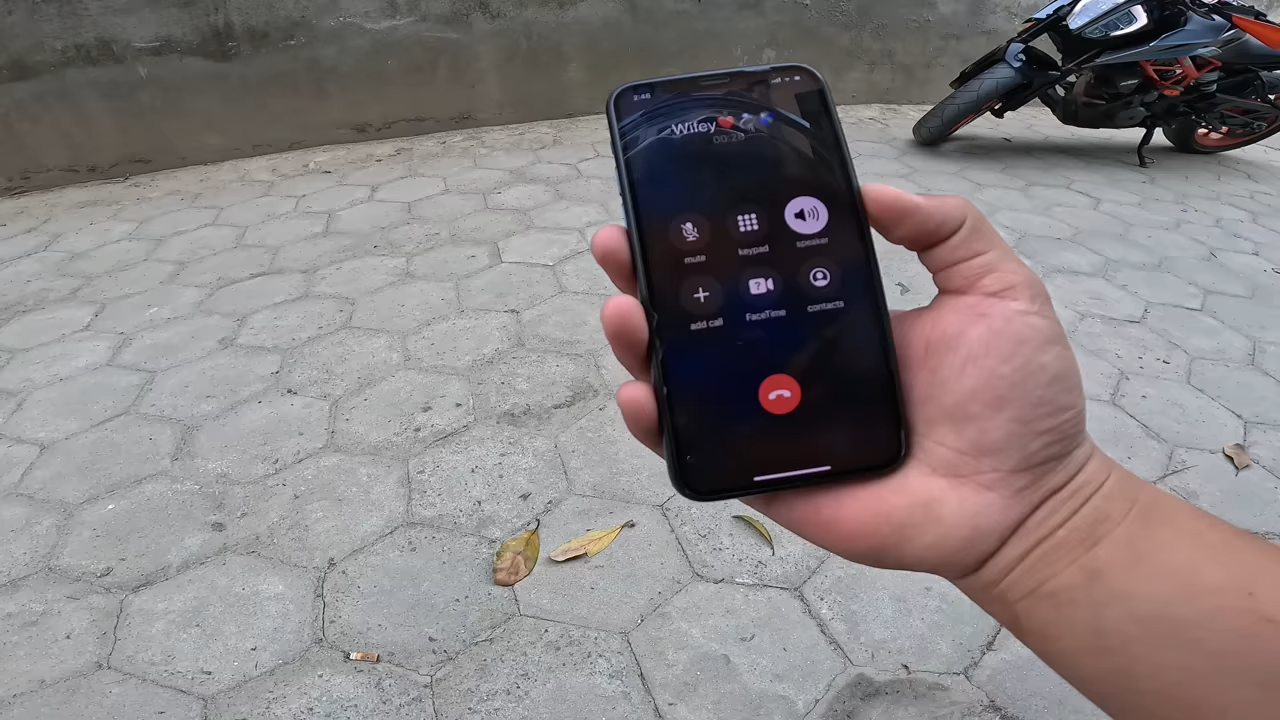 2:46
Wifey❤️
00:28
mute
keypad
speaker
add call
FaceTime
contacts